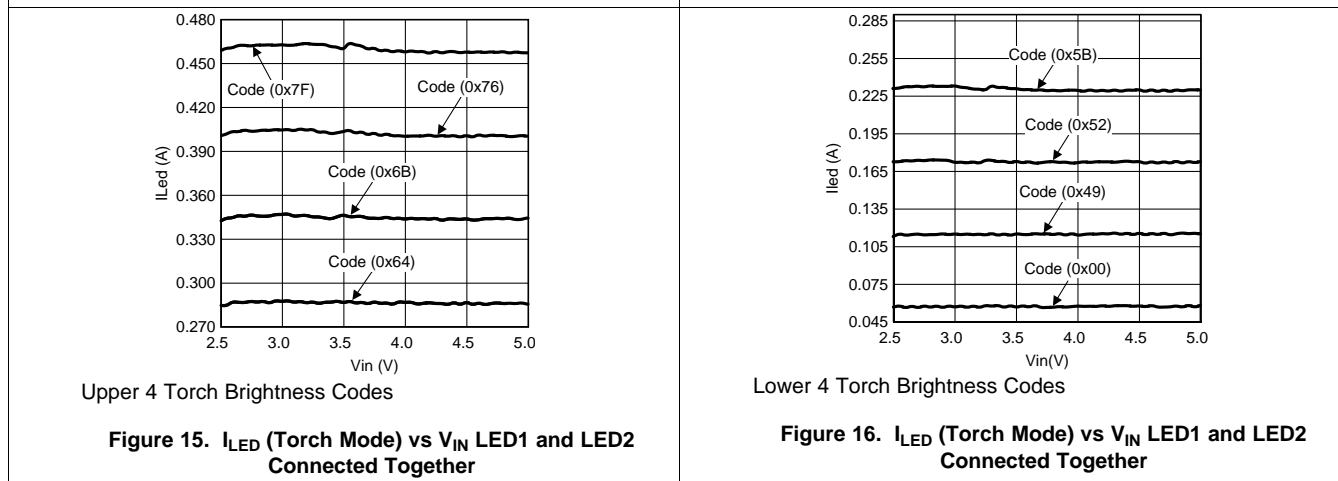 0.480
0.450
0.420
0.390
0.360
0.330
0.300
0.270
ILed (A)
Code (0x7F)
Code (0x76)
Code (0x6B)
Code (0x64)
2.5 3.0 3.5 4.0 4.5 5.0
Vin (V)
Upper 4 Torch Brightness Codes
Figure 15. ILED (Torch Mode) vs VIN LED1 and LED2
Connected Together
0.285
0.255
0.225
0.195
0.165
0.135
0.105
0.075
0.045
Iled (A)
Code (0x5B)
Code (0x52)
Code (0x49)
Code (0x00)
2.5 3.0 3.5 4.0 4.5 5.0
Vin(V)
Lower 4 Torch Brightness Codes
Figure 16. ILED (Torch Mode) vs VIN LED1 and LED2
Connected Together